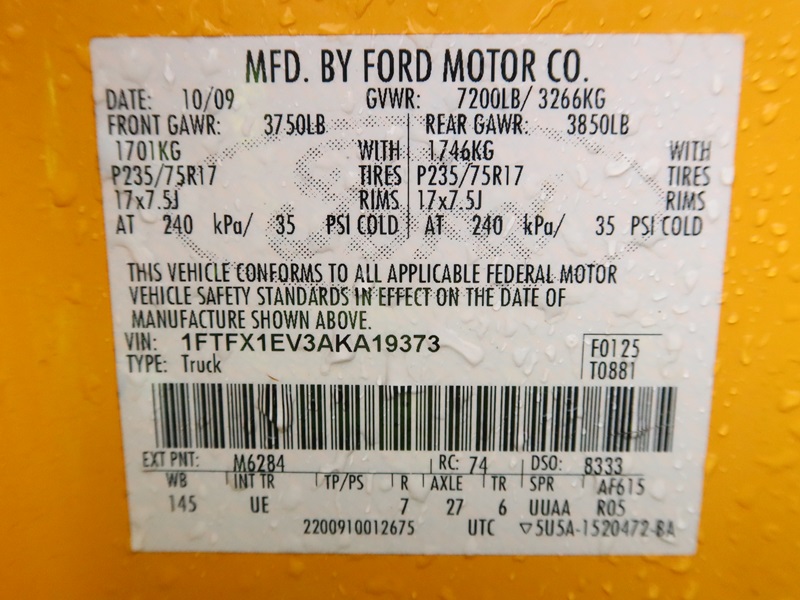 MFD. BY FORD MOTOR CO.
DATE: 10/09 GVWR: 7200LB/ 3266KG
FRONT GAWR: 3750LB REAR GAWR: 3850LB
1701KG WITH 1746KG WITH
P235/75R17 TIRES P235/75R17 TIRES
17x7.5J RIMS 17x7.5J RIMS
AT 240 kPa/ 35 PSI COLD AT 240 kPa/ 35 PSI COLD
THIS VEHICLE CONFORMS TO ALL APPLICABLE FEDERAL MOTOR
VEHICLE SAFETY STANDARDS IN EFFECT ON THE DATE OF
MANUFACTURE SHOWN ABOVE.
VIN: 1FTFX1EV3AKA19373 F0125
TYPE: Truck T0881
EXT PNT: M6284 RC: 74 DSO: 8333
WB INT TR TP/PS R AXLE TR SPR AF615
145 UE 7 27 6 UUAA R05
2200910012675 UTC ▽5U5A-1520472-BA